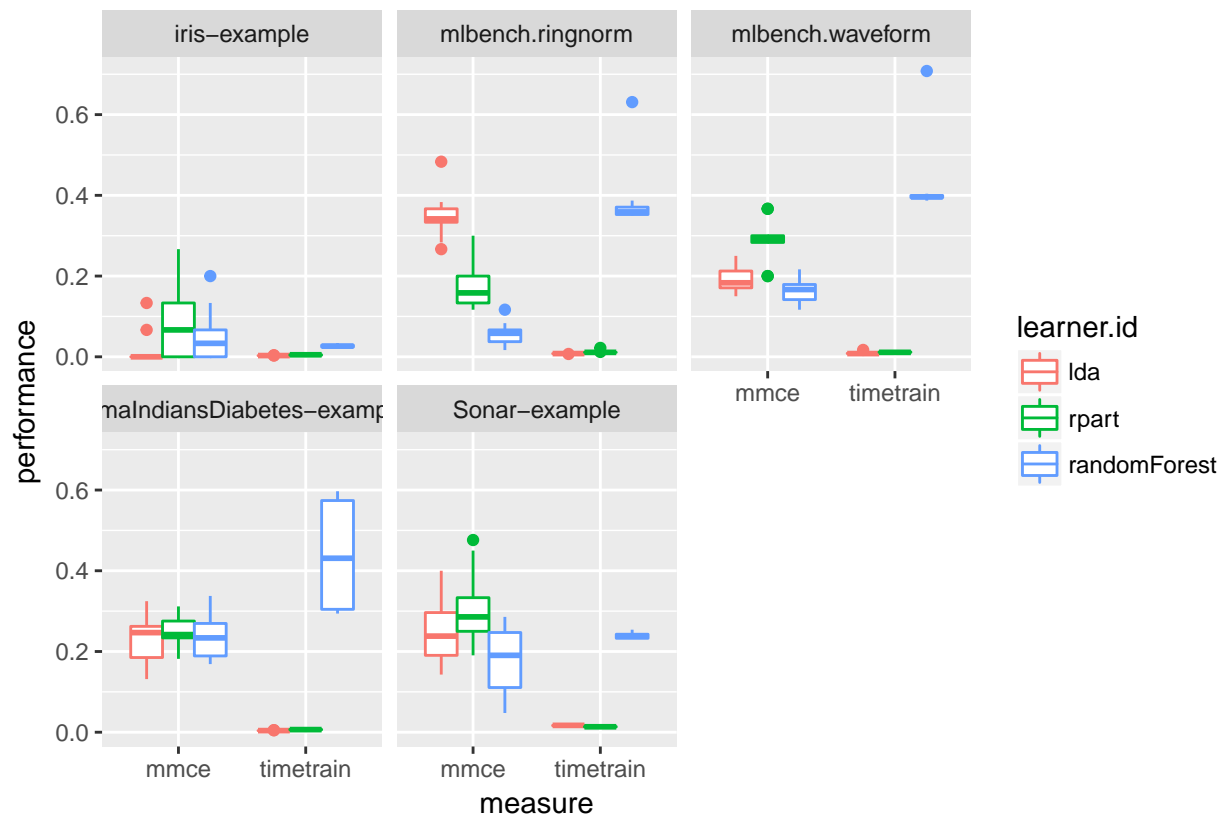 iris−example
mlbench.ringnorm
mlbench.waveform
performance
0.6
0.4
0.2
0.0
mmce
timetrain
maIndiansDiabetes−examp
Sonar−example
0.6
0.4
0.2
0.0
mmce
timetrain
mmce
timetrain
measure
learner.id
lda
rpart
randomForest